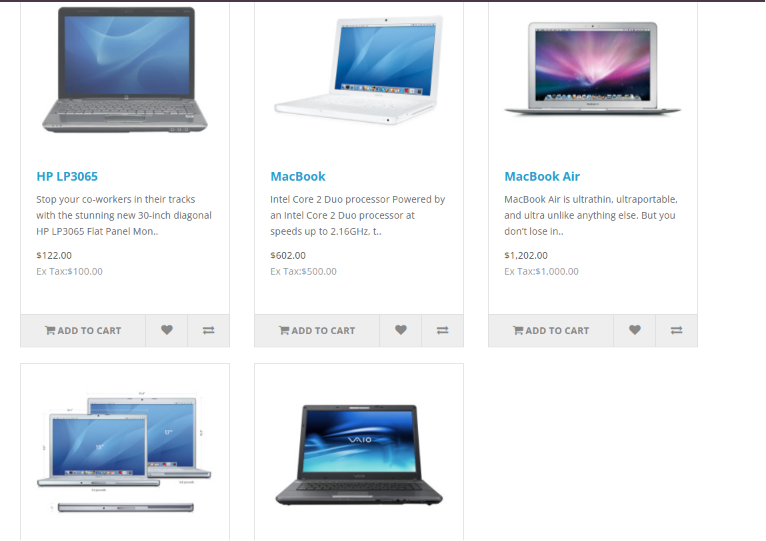 HP LP3065
Stop your co-workers in their tracks
with the stunning new 30-inch diagonal
HP LP3065 Flat Panel Mon..
$122.00
Ex Tax:$100.00
ADD TO CART
MacBook
Intel Core 2 Duo processor Powered by
an Intel Core 2 Duo processor at
speeds up to 2.16GHz, t..
$602.00
Ex Tax:$500.00
ADD TO CART
MacBook Air
MacBook Air is ultrathin, ultraportable,
and ultra unlike anything else. But you
don't lose in..
$1,202.00
Ex Tax:$1,000.00
ADD TO CART
VAIO